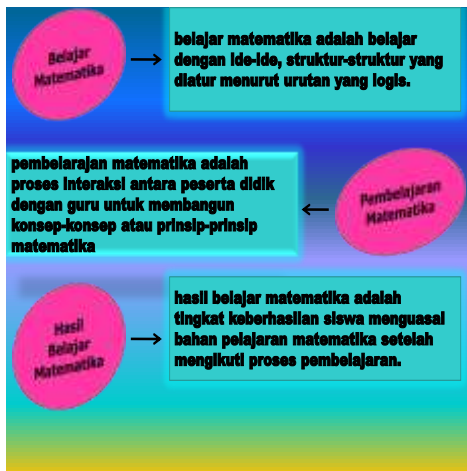 Belajar
Matematika
belajar matematika adalah belajar
dengan ide-ide, struktur-struktur yang
diatur menurut urutan yang logis.
pembelarajan matematika adalah
proses interaksi antara peserta didik
dengan guru untuk membangun
konsep-konsep atau prinsip-prinsip
matematika
Pembelajaran
Matematika
Hasil
Belajar
Matematika
hasil belajar matematika adalah
tingkat keberhasilan siswa menguasai
bahan pelajaran matematika setelah
mengikuti proses pembelajaran.